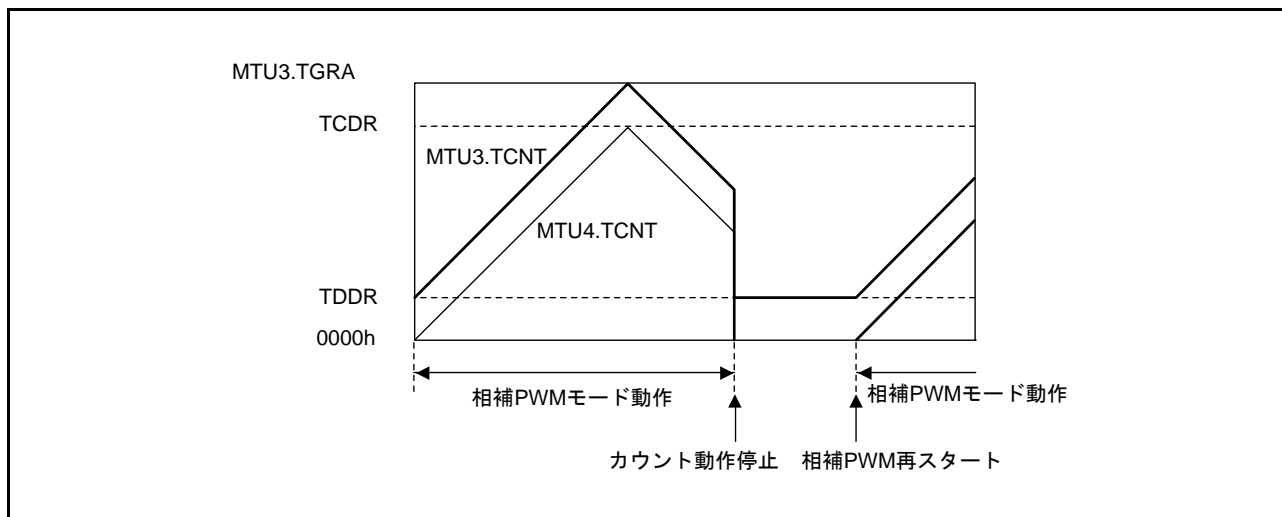 MTU3.TGRA
TCDR
MTU3.TCNT
MTU4.TCNT
TDDR
0000h
相補PWMモード動作
相補PWMモード動作
カウント動作停止
相補PWM再スタート